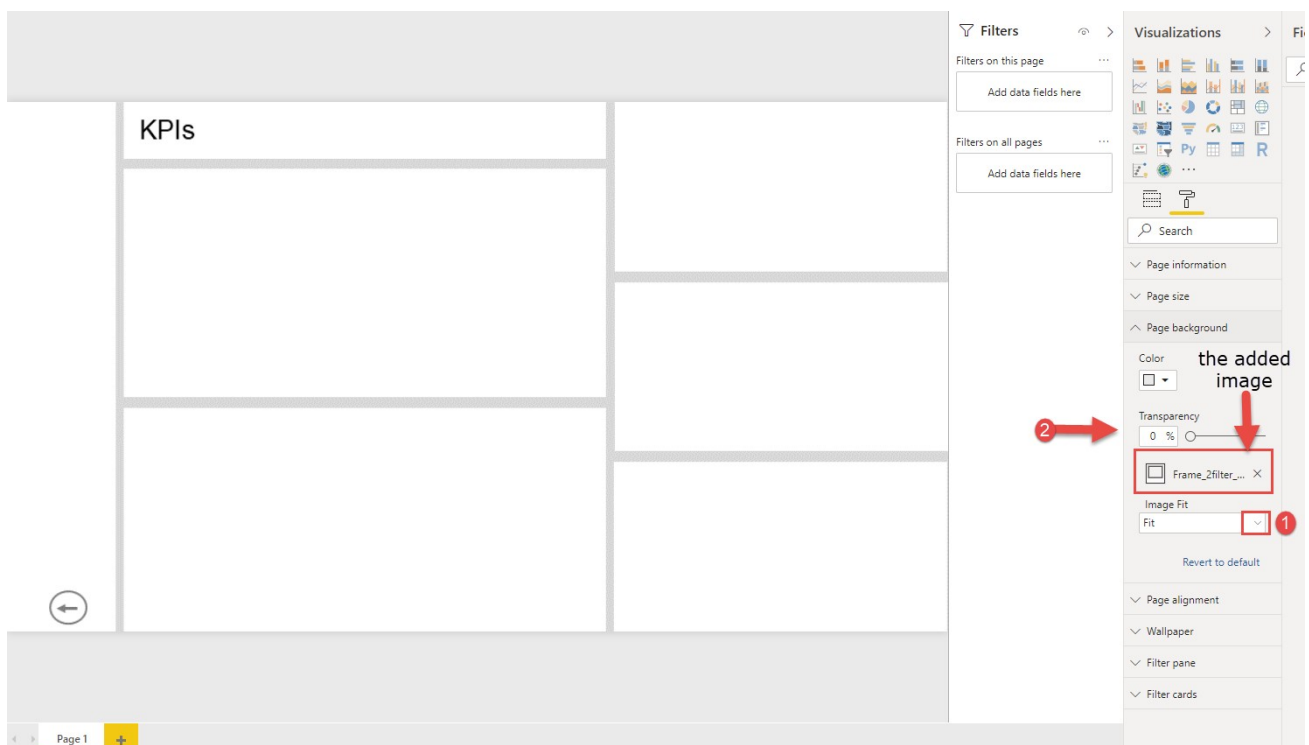 KPIs
Page 1
+
Filters
Filters on this page
...
Add data fields here
Filters on all pages
...
Add data fields here
Visualizations
Py
R
...
Search
Page information
Page size
Page background
Color
the added
image
Transparency
2
0 %
Frame_2filter_... ×
Image Fit
Fit
1
Revert to default
Page alignment
Wallpaper
Filter pane
Filter cards